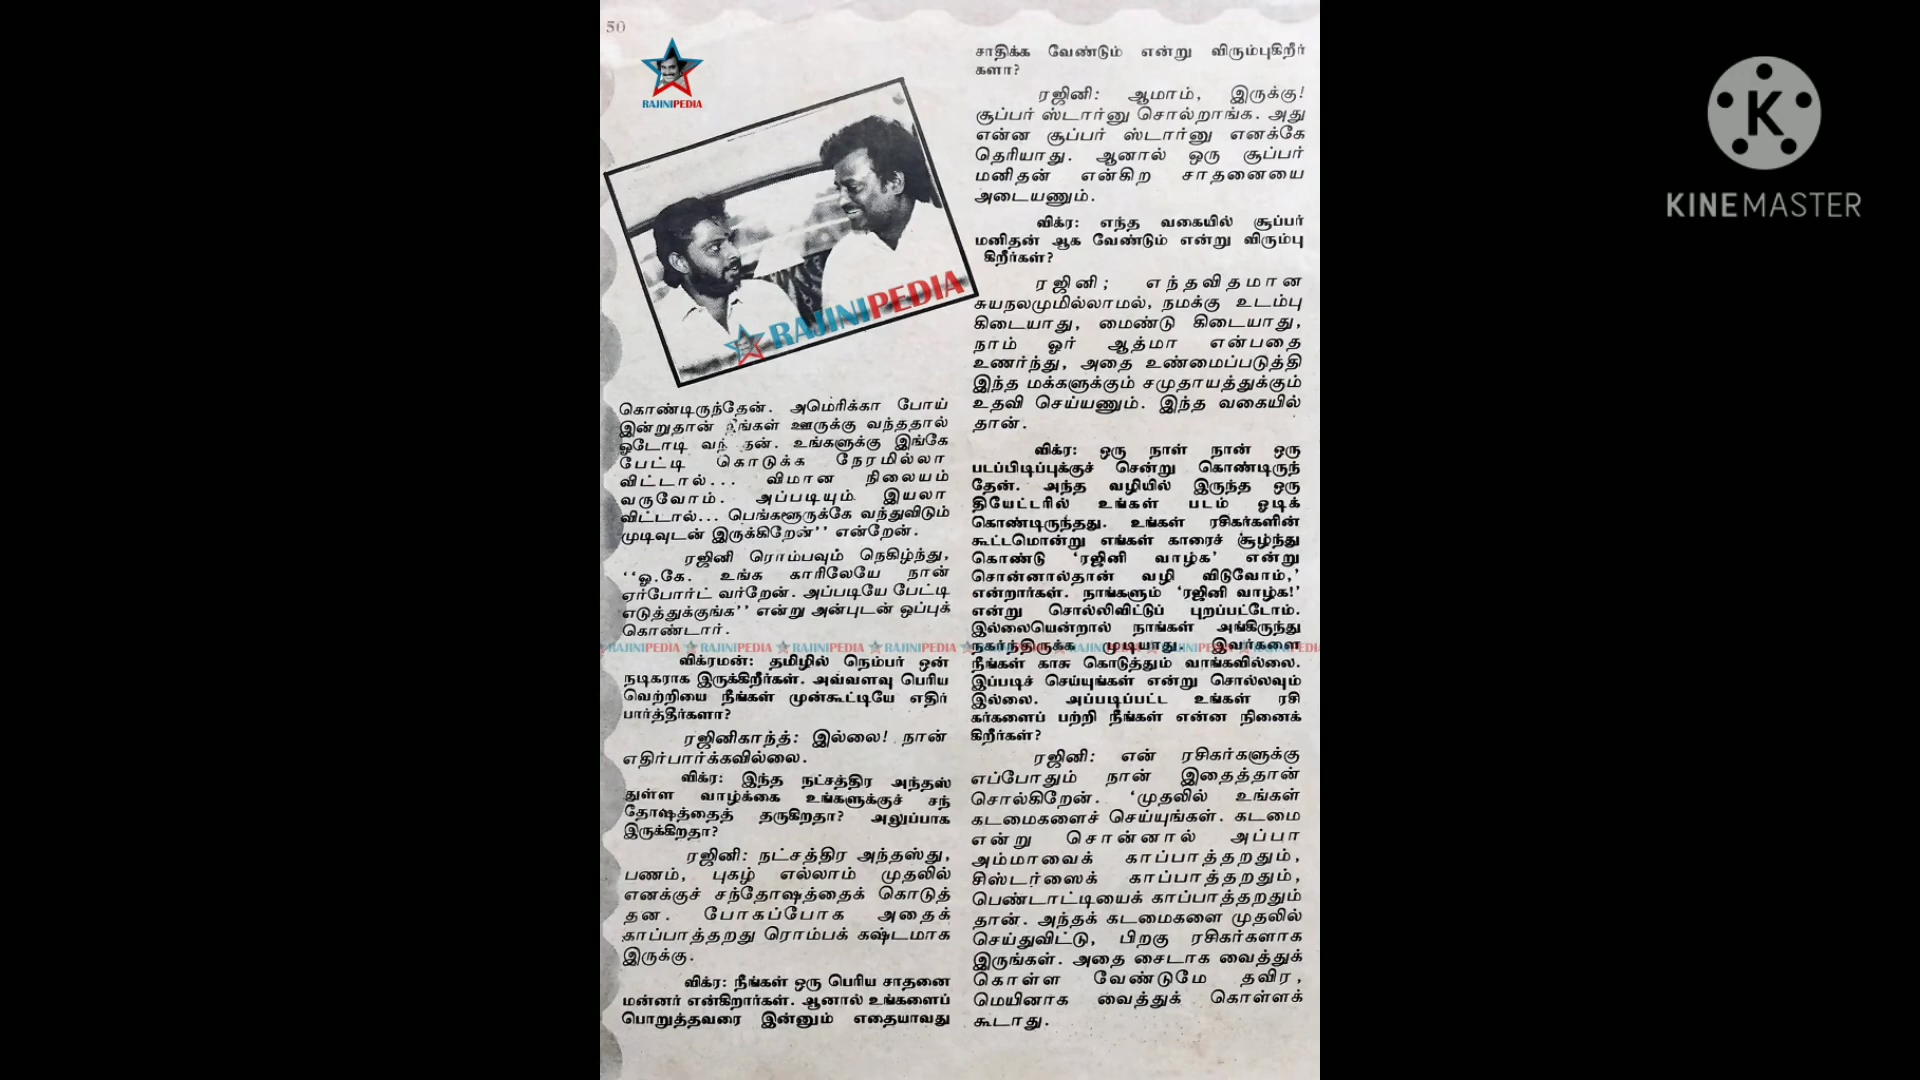 50
RAJINIPEDIA
RAJINIPEDIA
கொண்டிருந்தேன். அமெரிக்கா போய்
இன்றுதான் ஊருக்கு வந்ததால்
ஓடோடி உங்களுக்கு இங்கே
பேட்டி கொடுக்க நேரமில்லா
விட்டால்... விமான நிலையம்
வருவோம். அப்படியும் இயலா
விட்டால்... பெங்களூருக்கே வந்துவிடும்
முடிவுடன் இருக்கிறேன்'' என்றேன்.
ரஜினி ரொம்பவும் நெகிழ்ந்து,
''ஓ.கே. உங்க காரிலேயே நான்
ஏர்போர்ட் வர்றேன். அப்படியே பேட்டி
எடுத்துக்குங்க'' என்று அன்புடன் ஒப்புக்
கொண்டார்.
விக்ரமன்: தமிழில் நெம்பர் ஒன்
நடிகராக இருக்கிறீர்கள். அவ்வளவு பெரிய
வெற்றியை நீங்கள் முன்கூட்டியே எதிர்
பார்த்தீர்களா?
ரஜினிகாந்த்: இல்லை! நான்
எதிர்பார்க்கவில்லை.
விக்ர: இந்த நட்சத்திர அந்தஸ்
துள்ள வாழ்க்கை உங்களுக்குச் சந்
தோஷத்தைத் தருகிறதா? அலுப்பாக
இருக்கிறதா?
ரஜினி: நட்சத்திர அந்தஸ்து,
பணம், புகழ் எல்லாம் முதலில்
எனக்குச் சந்தோஷத்தைக் கொடுத்
தன. போகப்போக அதைக்
காப்பாத்தறது ரொம்பக் கஷ்டமாக
இருக்கு.
விக்ர: நீங்கள் ஒரு பெரிய சாதனை
மன்னர் என்கிறார்கள். ஆனால் உங்களைப்
பொறுத்தவரை இன்னும் எதையாவது
சாதிக்க வேண்டும் என்று விரும்புகிறீர்
களா?
ரஜினி: ஆமாம், இருக்கு!
சூப்பர் ஸ்டார்னு சொல்றாங்க. அது
என்ன சூப்பர் ஸ்டார்னு எனக்கே
தெரியாது. ஆனால் ஒரு சூப்பர்
மனிதன் என்கிற சாதனையை
அடையணும்.
விக்ர: எந்த வகையில் சூப்பர்
மனிதன் ஆக வேண்டும் என்று விரும்பு
கிறீர்கள்?
ரஜினி; எந்தவிதமான
சுயநலமுமில்லாமல், நமக்கு உடம்பு
கிடையாது, மைண்டு கிடையாது,
நாம் ஓர் ஆத்மா என்பதை
உணர்ந்து, அதை உண்மைப்படுத்தி
இந்த மக்களுக்கும் சமுதாயத்துக்கும்
உதவி செய்யணும். இந்த வகையில்
தான்.
விக்ர: ஒரு நாள் நான் ஒரு
படப்பிடிப்புக்குச் சென்று கொண்டிருந்
தேன். அந்த வழியில் இருந்த ஒரு
தியேட்டரில் உங்கள் படம் ஓடிக்
கொண்டிருந்தது. உங்கள் ரசிகர்களின்
கூட்டமொன்று எங்கள் காரைச் சூழ்ந்து
கொண்டு 'ரஜினி வாழ்க' என்று
சொன்னால்தான் வழி விடுவோம்,'
என்றார்கள். நாங்களும் 'ரஜினி வாழ்க!'
என்று சொல்லிவிட்டுப் புறப்பட்டோம்.
இல்லையென்றால் நாங்கள் அங்கிருந்து
நகர்ந்திருக்க முடியாது. இவர்களை
நீங்கள் காசு கொடுத்தும் வாங்கவில்லை.
இப்படிச் செய்யுங்கள் என்று சொல்லவும்
இல்லை. அப்படிப்பட்ட உங்கள் ரசி
கர்களைப் பற்றி நீங்கள் என்ன நினைக்
கிறீர்கள்?
ரஜினி: என் ரசிகர்களுக்கு
எப்போதும் நான் இதைத்தான்
சொல்கிறேன். 'முதலில் உங்கள்
கடமைகளைச் செய்யுங்கள். கடமை
என்று சொன்னால் அப்பா
அம்மாவைக் காப்பாத்தறதும்,
சிஸ்டர்ஸைக் காப்பாத்தறதும்,
பெண்டாட்டியைக் காப்பாத்தறதும்
தான். அந்தக் கடமைகளை முதலில்
செய்துவிட்டு, பிறகு ரசிகர்களாக
இருங்கள். அதை சைடாக வைத்துக்
கொள்ள வேண்டுமே தவிர,
மெயினாக வைத்துக் கொள்ளக்
கூடாது.
RAJINIPEDIA RAJINIPEDIA RAJINIPEDIA RAJINIPEDIA
K
KINEMASTER